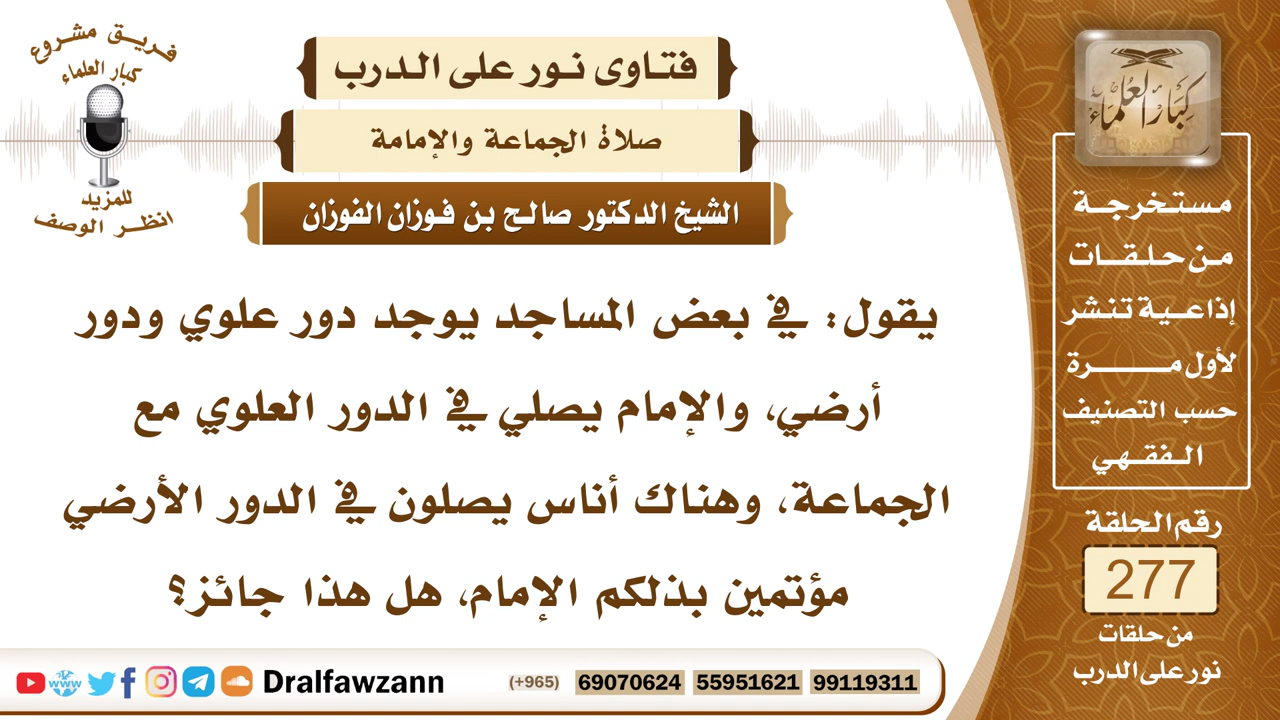 فريق مشروع
كبار العلماء
للمزيد
انظر الوصف
فتاوى نور على الدرب
صلاة الجماعة والإمامة
الشيخ الدكتور صالح بن فوزان الفوزان
يقول: في بعض المساجد يوجد دور علوي ودور
أرضي، والإمام يصلي في الدور العلوي مع
الجماعة، وهناك أناس يصلون في الدور الأرضي
مؤتمين بذلكم الإمام، هل هذا جائز؟
كبار العلماء
مستخرجة
من حلقات
إذاعية تنشر
لأول مرة
حسب التصنيف
الفقهي
رقم الحلقة
277
من حلقات
نور على الدرب
www
Dralfawzann (+965) 69070624 55951621 99119311